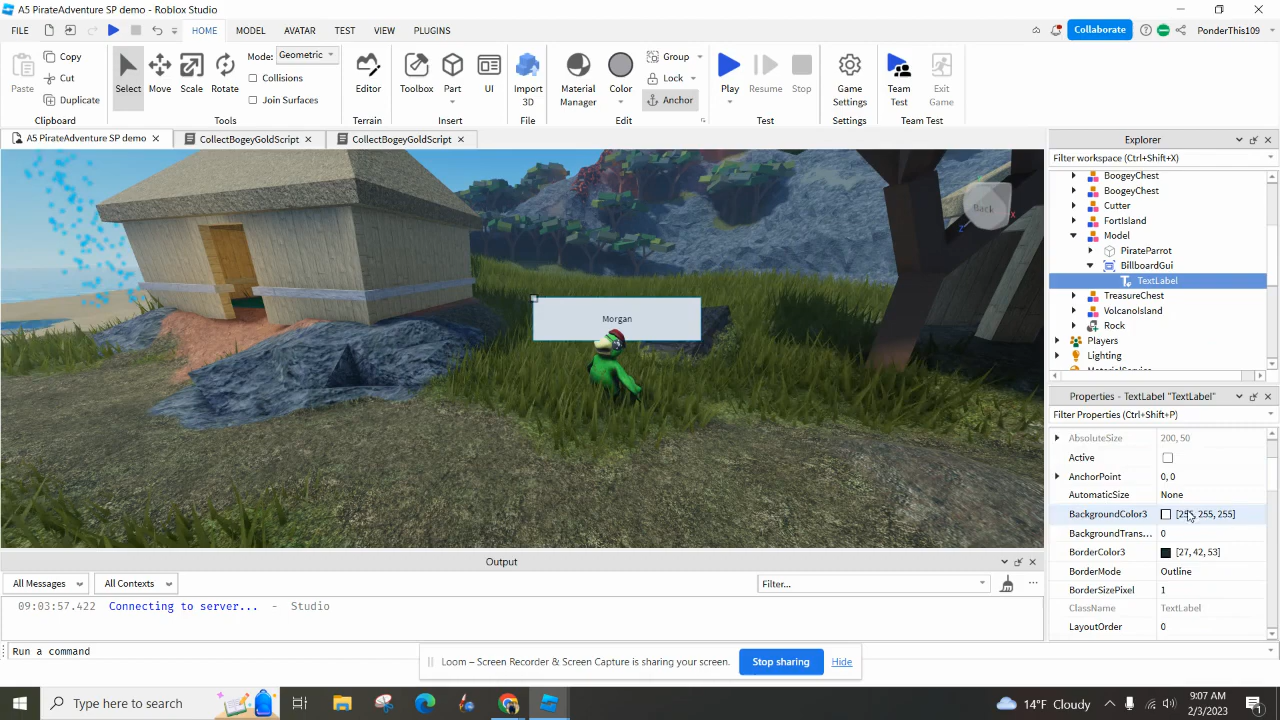 A5 PirateAdventure SP demo - Roblox Studio
FILE HOME MODEL AVATAR TEST VIEW PLUGINS Collaborate PonderThis109
Paste Copy Cut Duplicate Clipboard
Select Move Scale Rotate Mode: Geometric Collisions Join Surfaces Tools
Editor Terrain
Toolbox Part UI Insert
Import 3D File
Material Manager Color Group Lock Anchor Edit
Play Resume Stop Test
Game Settings Settings
Team Test Exit Game Team Test
A5 PirateAdventure SP demo CollectBogeyGoldScript CollectBogeyGoldScript
Back
X
Z
Morgan
Explorer
Filter workspace (Ctrl+Shift+X)
BoogeyChest
BoogeyChest
Cutter
FortIsland
Model
PirateParrot
BillboardGui
TextLabel
TreasureChest
VolcanoIsland
Rock
Players
Lighting
MaterialService
Properties - TextLabel "TextLabel"
Filter Properties (Ctrl+Shift+P)
AbsoluteSize 200, 50
Active
AnchorPoint 0, 0
AutomaticSize None
BackgroundColor3 [255, 255, 255]
BackgroundTrans... 0
BorderColor3 [27, 42, 53]
BorderMode Outline
BorderSizePixel 1
ClassName TextLabel
LayoutOrder 0
Output
All Messages All Contexts Filter...
09:03:57.422 Connecting to server... - Studio
Run a command
Loom – Screen Recorder & Screen Capture is sharing your screen. Stop sharing Hide
Type here to search
14°F Cloudy
9:07 AM
2/3/2023
1